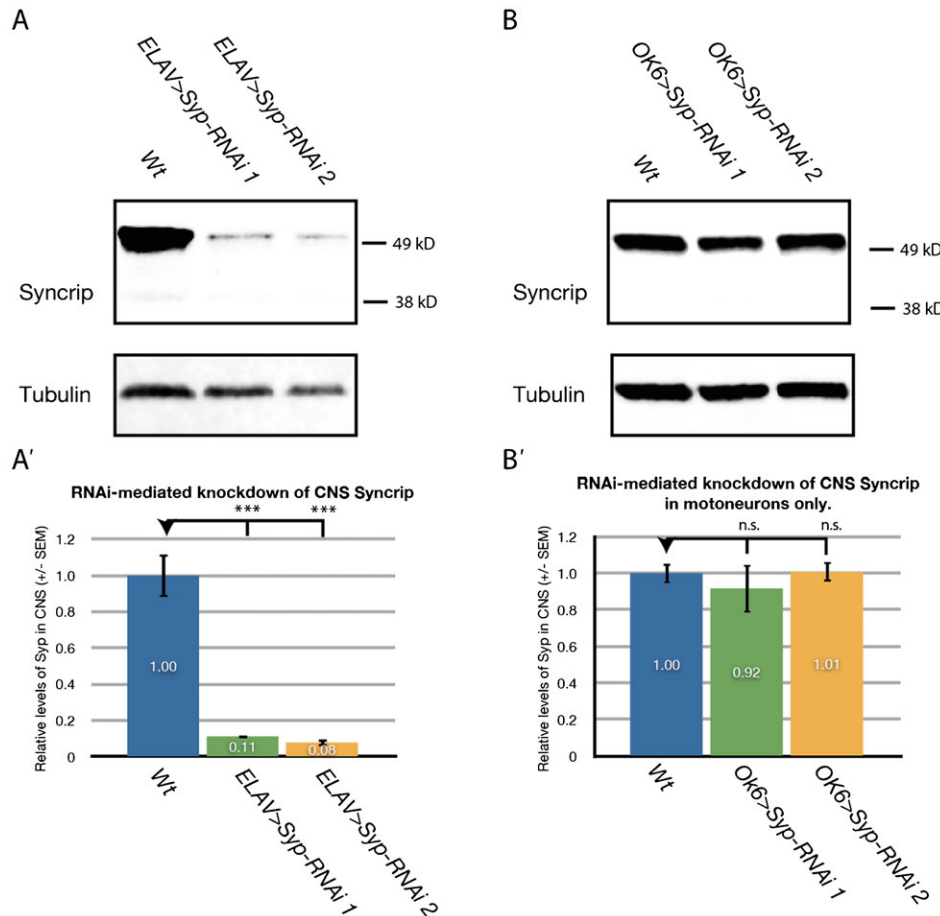 A
Wt
ELAV>Syp-RNAi 1
ELAV>Syp-RNAi 2
Syncrip
49 kD
38 kD
Tubulin
A'
RNAi-mediated knockdown of CNS Syncrip
*** ***
Relative levels of Syp in CNS (+/- SEM)
1.2
1.0
0.8
0.6
0.4
0.2
0
1.00
0.11
0.08
Wt
ELAV>Syp-RNAi 1
ELAV>Syp-RNAi 2
B
Wt
OK6>Syp-RNAi 1
OK6>Syp-RNAi 2
Syncrip
49 kD
38 kD
Tubulin
B'
RNAi-mediated knockdown of CNS Syncrip
in motoneurons only.
n.s. n.s.
Relative levels of Syp in CNS (+/- SEM)
1.2
1.0
0.8
0.6
0.4
0.2
0
1.00
0.92
1.01
Wt
OK6>Syp-RNAi 1
OK6>Syp-RNAi 2